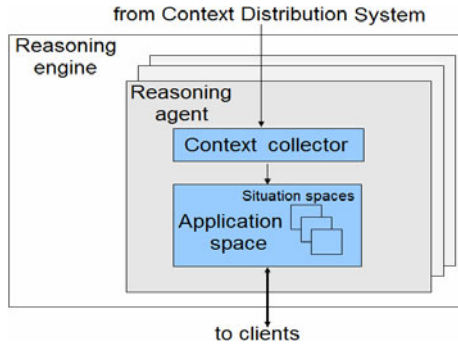 from Context Distribution System
Reasoning
engine
Reasoning
agent
Context collector
Situation spaces
Application
space
to clients